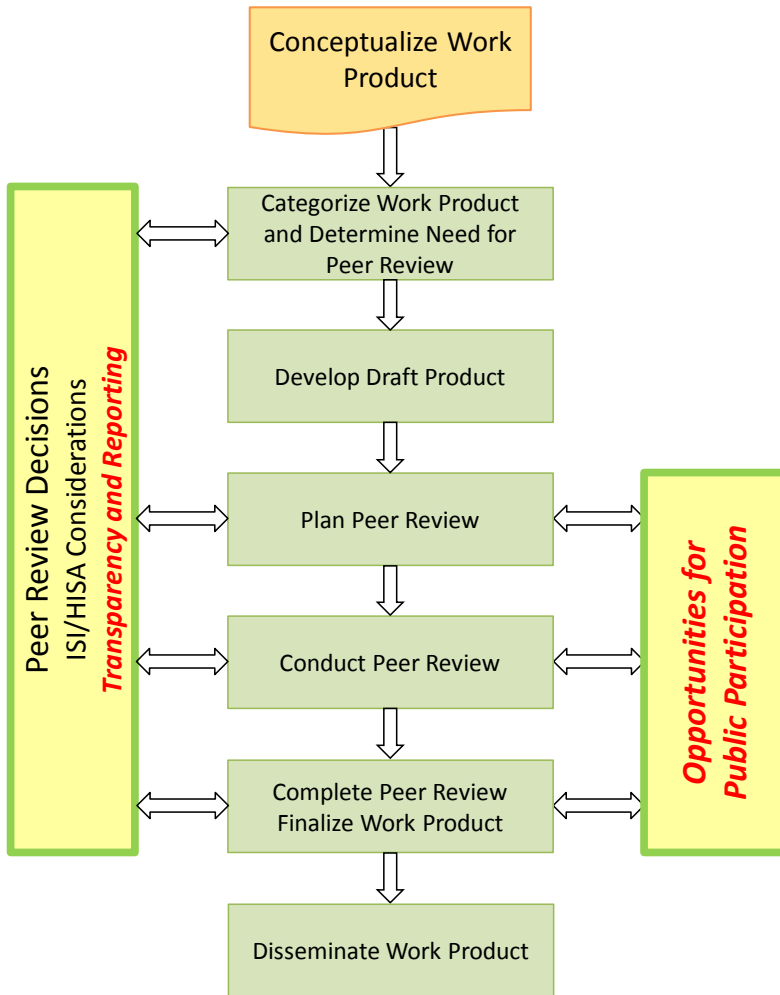 Conceptualize Work
Product
Categorize Work Product
and Determine Need for
Peer Review
Develop Draft Product
Plan Peer Review
Conduct Peer Review
Complete Peer Review
Finalize Work Product
Disseminate Work Product
Peer Review Decisions
ISI/HISA Considerations
Transparency and Reporting
Opportunities for
Public Participation